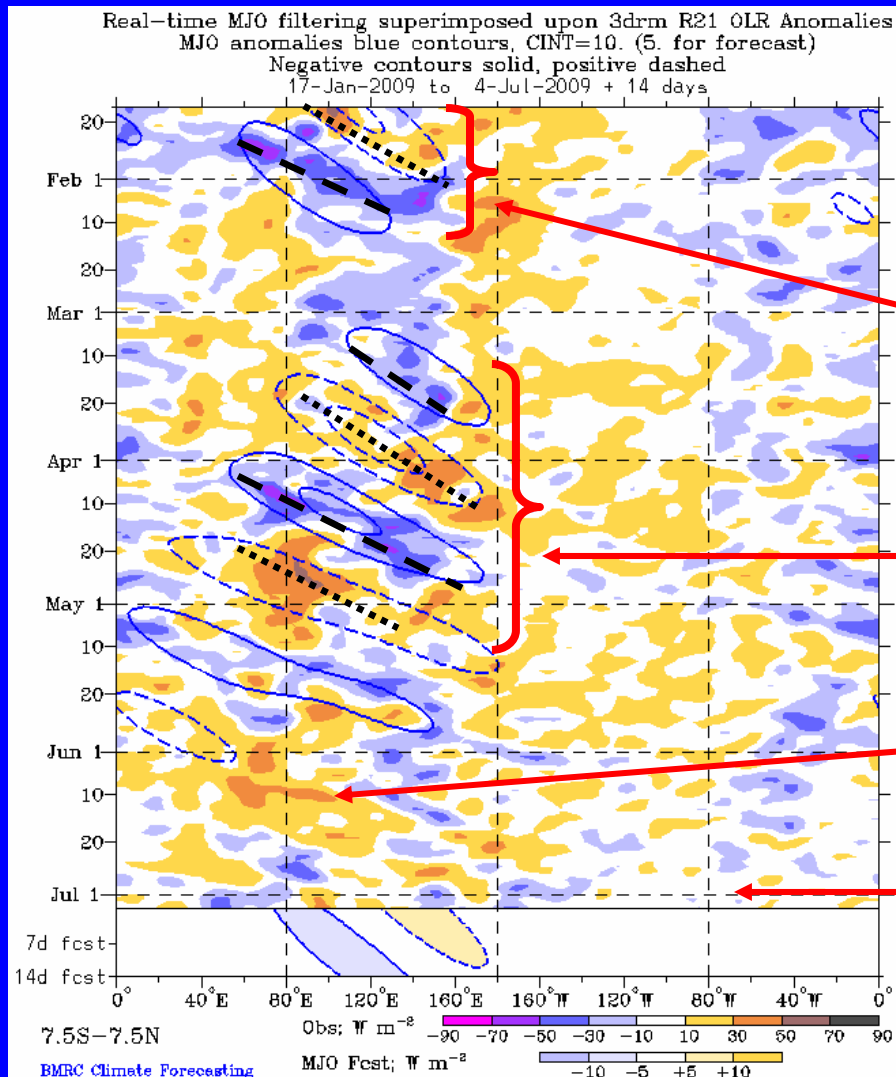 Real-time MJO filtering superimposed upon 3drm R21 OLR Anomalies
MJO anomalies blue contours, CINT=10. (5. for forecast)
Negative contours solid, positive dashed
17-Jan-2009 to 4-Jul-2009 + 14 days
20
Feb 1
10
20
Mar 1
10
20
Apr 1
10
20
May 1
10
20
Jun 1
10
20
Jul 1
7d fcst
14d fcst
0° 40°E 80°E 120°E 160°E 160°W 120°W 80°W 40°W 0°
7.5S-7.5N
Obs; W m⁻²
-90 -70 -50 -30 -10 10 30 50 70 90
BMRC Climate Forecasting
MJO Fcst; W m⁻²
-10 -5 +5 +10